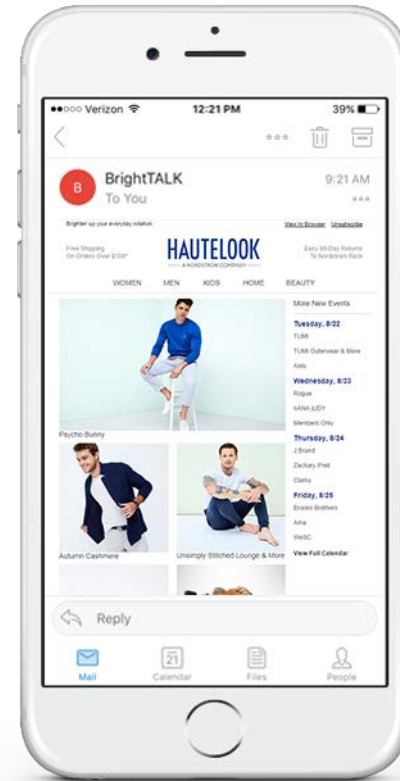 Verizon 12:21 PM 39%
B BrightTALK 9:21 AM
To You
Brighten up your everyday rotation. View In Browser Unsubscribe
Free Shipping
On Orders Over $100*
HAUTELOOK
A NORDSTROM COMPANY
Easy 90-Day Returns
To Nordstrom Rack
WOMEN MEN KIDS HOME BEAUTY
More New Events
Tuesday, 8/22
TUMI
TUMI Outerwear & More
Wednesday, 8/23
Rogue
XANA JUDY
Members Only
Thursday, 8/24
J Brand
Zachary Prell
Clarks
Friday, 8/25
Brooks Brothers
WeSC
View Full Calendar
Psycho Bunny
Autumn Cashmere
Unsimply Stitched Lounge & More
Reply
21
Mail Calendar Files People